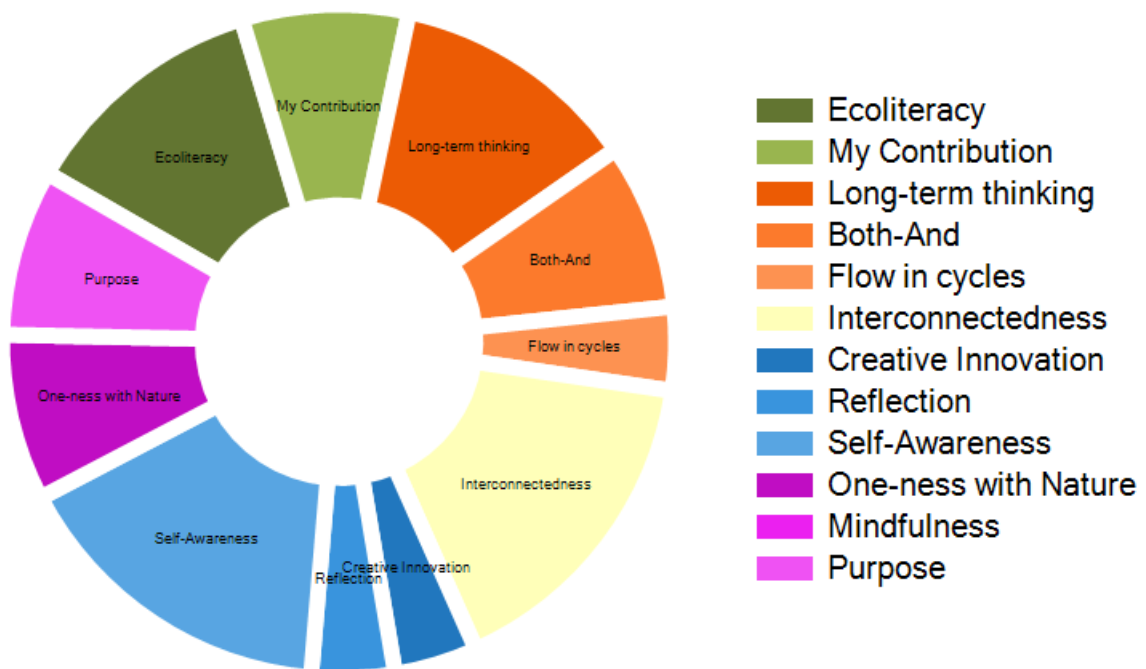 My Contribution
Long-term thinking
Ecoliteracy
Both-And
Purpose
Flow in cycles
One-ness with Nature
Interconnectedness
Self-Awareness
Creative Innovation
Reflection
Ecoliteracy
My Contribution
Long-term thinking
Both-And
Flow in cycles
Interconnectedness
Creative Innovation
Reflection
Self-Awareness
One-ness with Nature
Mindfulness
Purpose